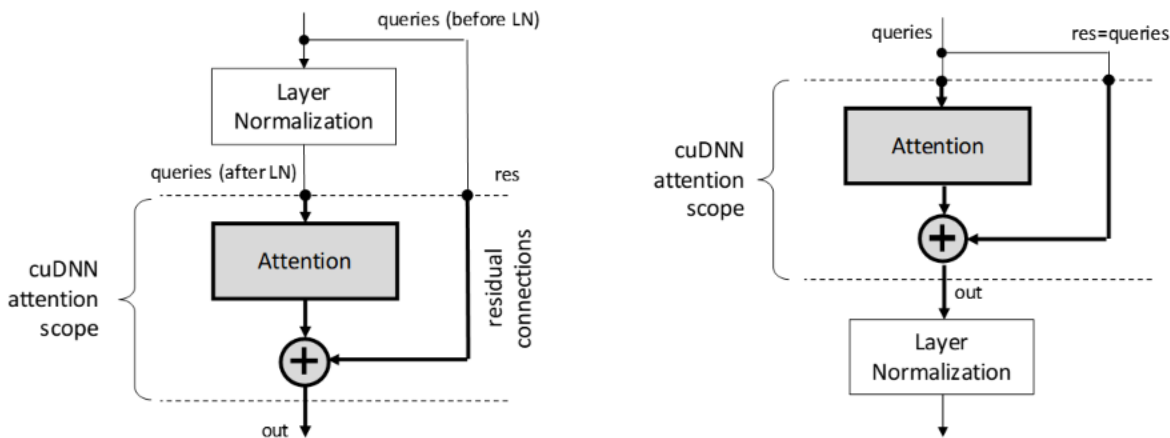 queries (before LN)
Layer
Normalization
queries (after LN)
res
cuDNN
attention
scope
Attention
residual
connections
out
queries
res=queries
cuDNN
attention
scope
Attention
out
Layer
Normalization